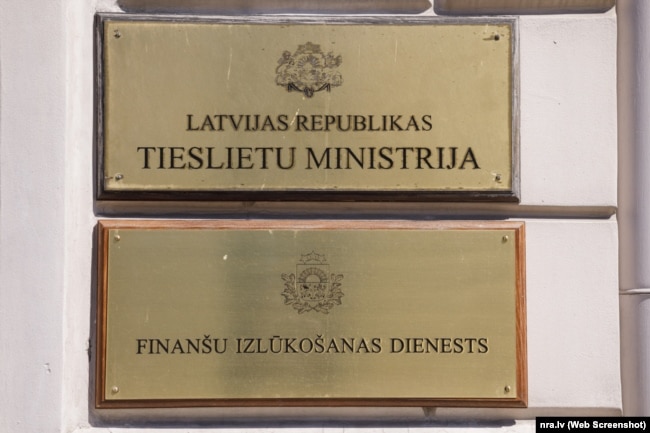 LATVIJAS REPUBLIKAS
TIESLIETU MINISTRIJA
FINANŠU IZLŪKOŠANAS DIENESTS
nra.lv (Web Screenshot)